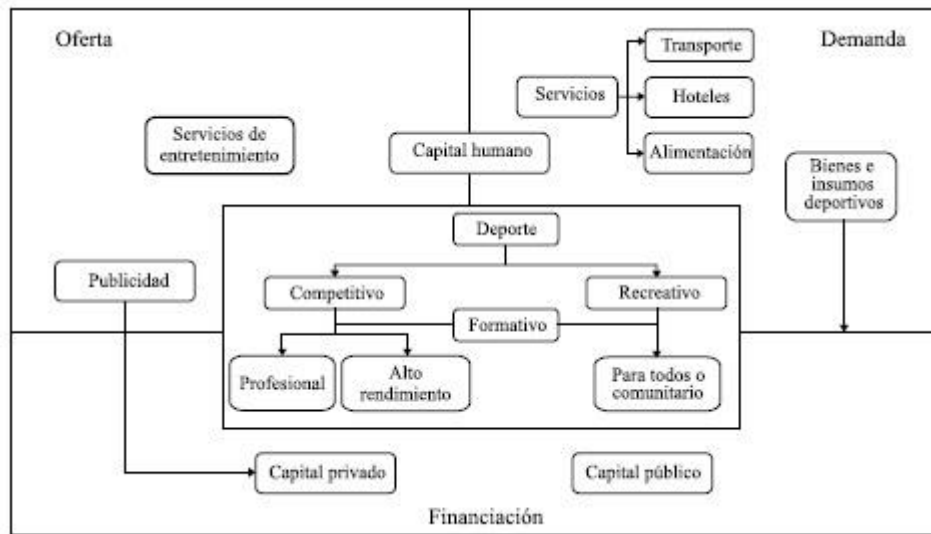 Oferta
Demanda
Transporte
Servicios
Hoteles
Alimentación
Servicios de
entretenimiento
Capital humano
Bienes e
insumos
deportivos
Deporte
Publicidad
Competitivo
Recreativo
Formativo
Profesional
Alto
rendimiento
Para todos o
comunitario
Capital privado
Capital público
Financiación